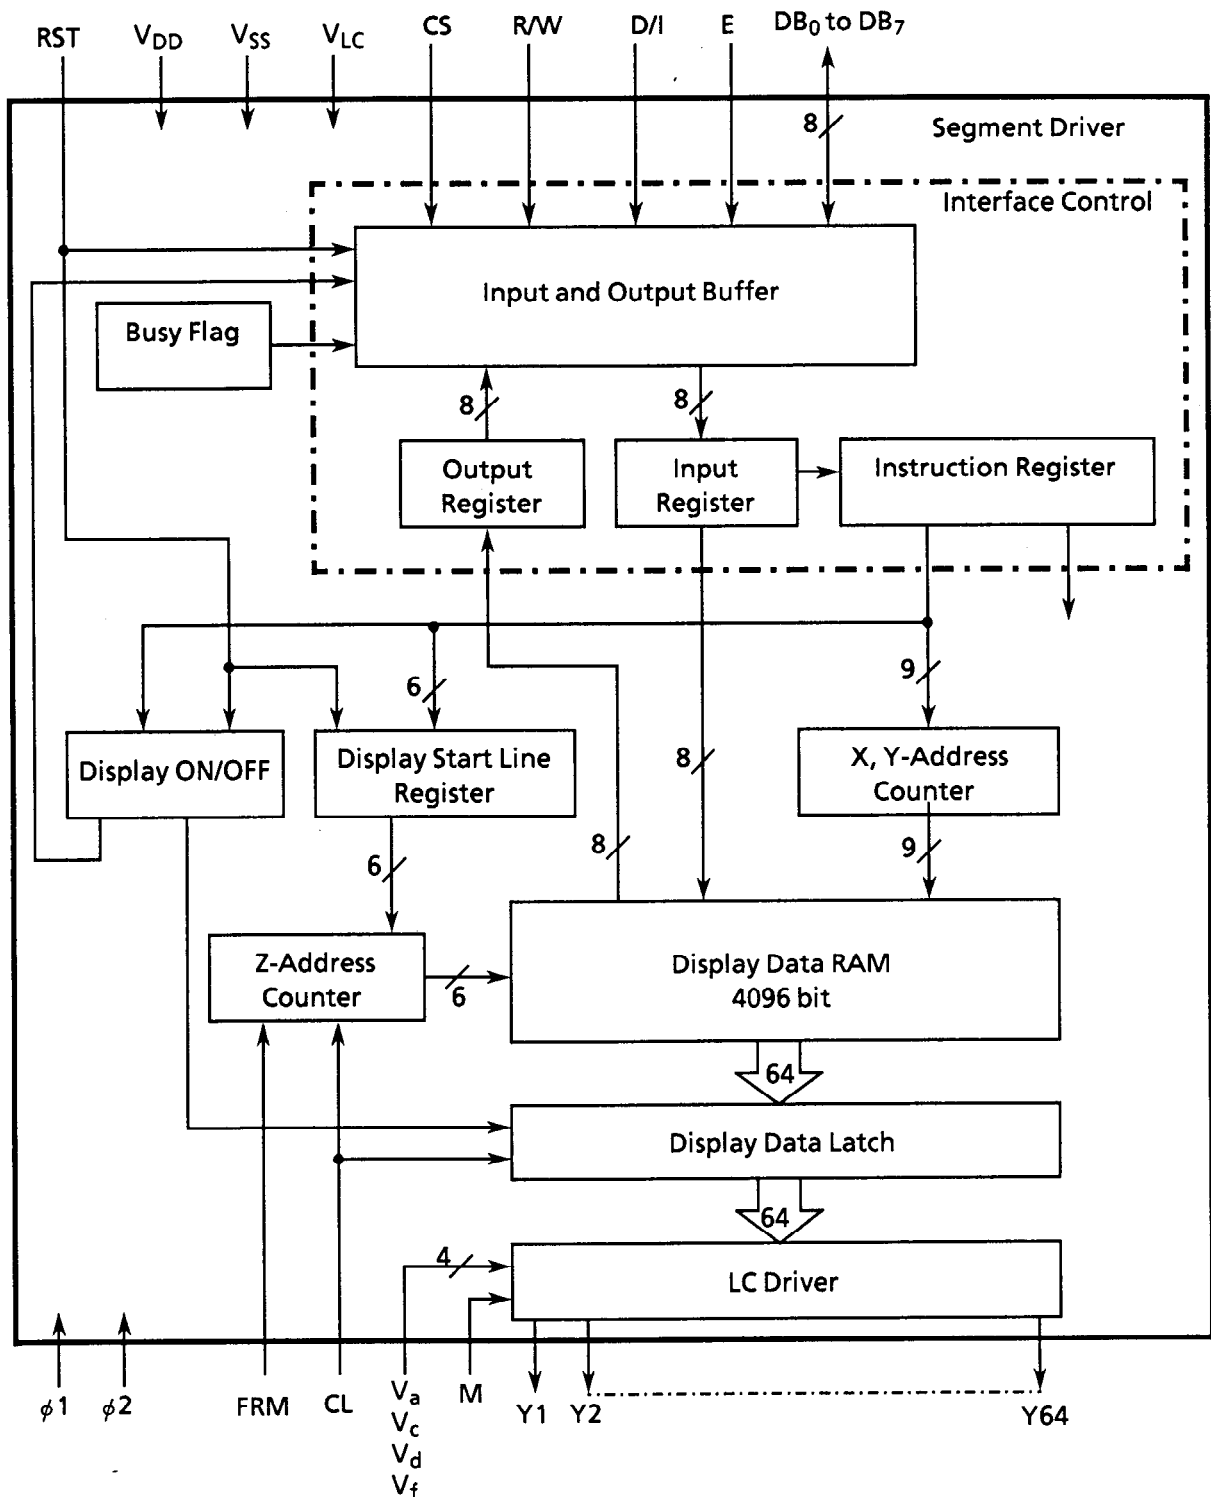 RST
V_DD
V_SS
V_LC
CS
R/W
D/I
E
DB0 to DB7
8
Segment Driver
Interface Control
Input and Output Buffer
Busy Flag
8
8
Output
Register
Input
Register
Instruction Register
6
9
8
Display ON/OFF
Display Start Line
Register
X, Y-Address
Counter
6
8
9
Z-Address
Counter
6
Display Data RAM
4096 bit
64
Display Data Latch
64
4
LC Driver
ϕ1
ϕ2
FRM
CL
Va
Vc
Vd
Vf
M
Y1
Y2
Y64